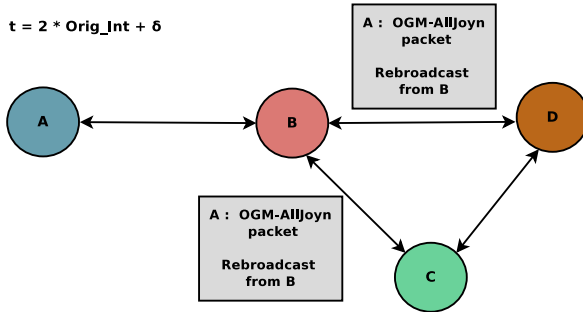 t = 2 * Orig_Int + δ
A :  OGM-AllJoyn
packet
Rebroadcast
from B
A
B
D
A :  OGM-AllJoyn
packet
Rebroadcast
from B
C